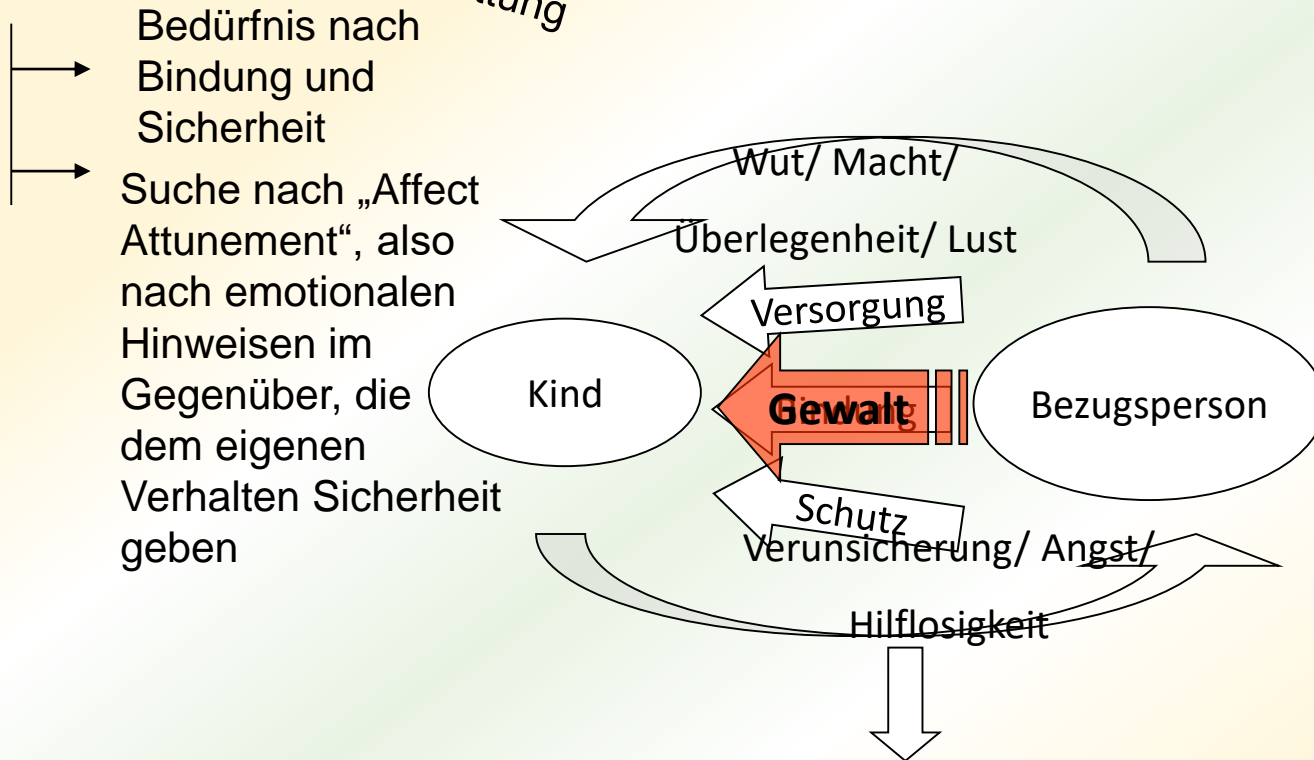 Bedürfnis nach
Bindung und
Sicherheit
Suche nach „Affect
Attunement“, also
nach emotionalen
Hinweisen im
Gegenüber, die
dem eigenen
Verhalten Sicherheit
geben
Wut/ Macht/
Überlegenheit/ Lust
Versorgung
Kind
Gewalt
Bindung
Bezugsperson
Schutz
Verunsicherung/ Angst/
Hilflosigkeit